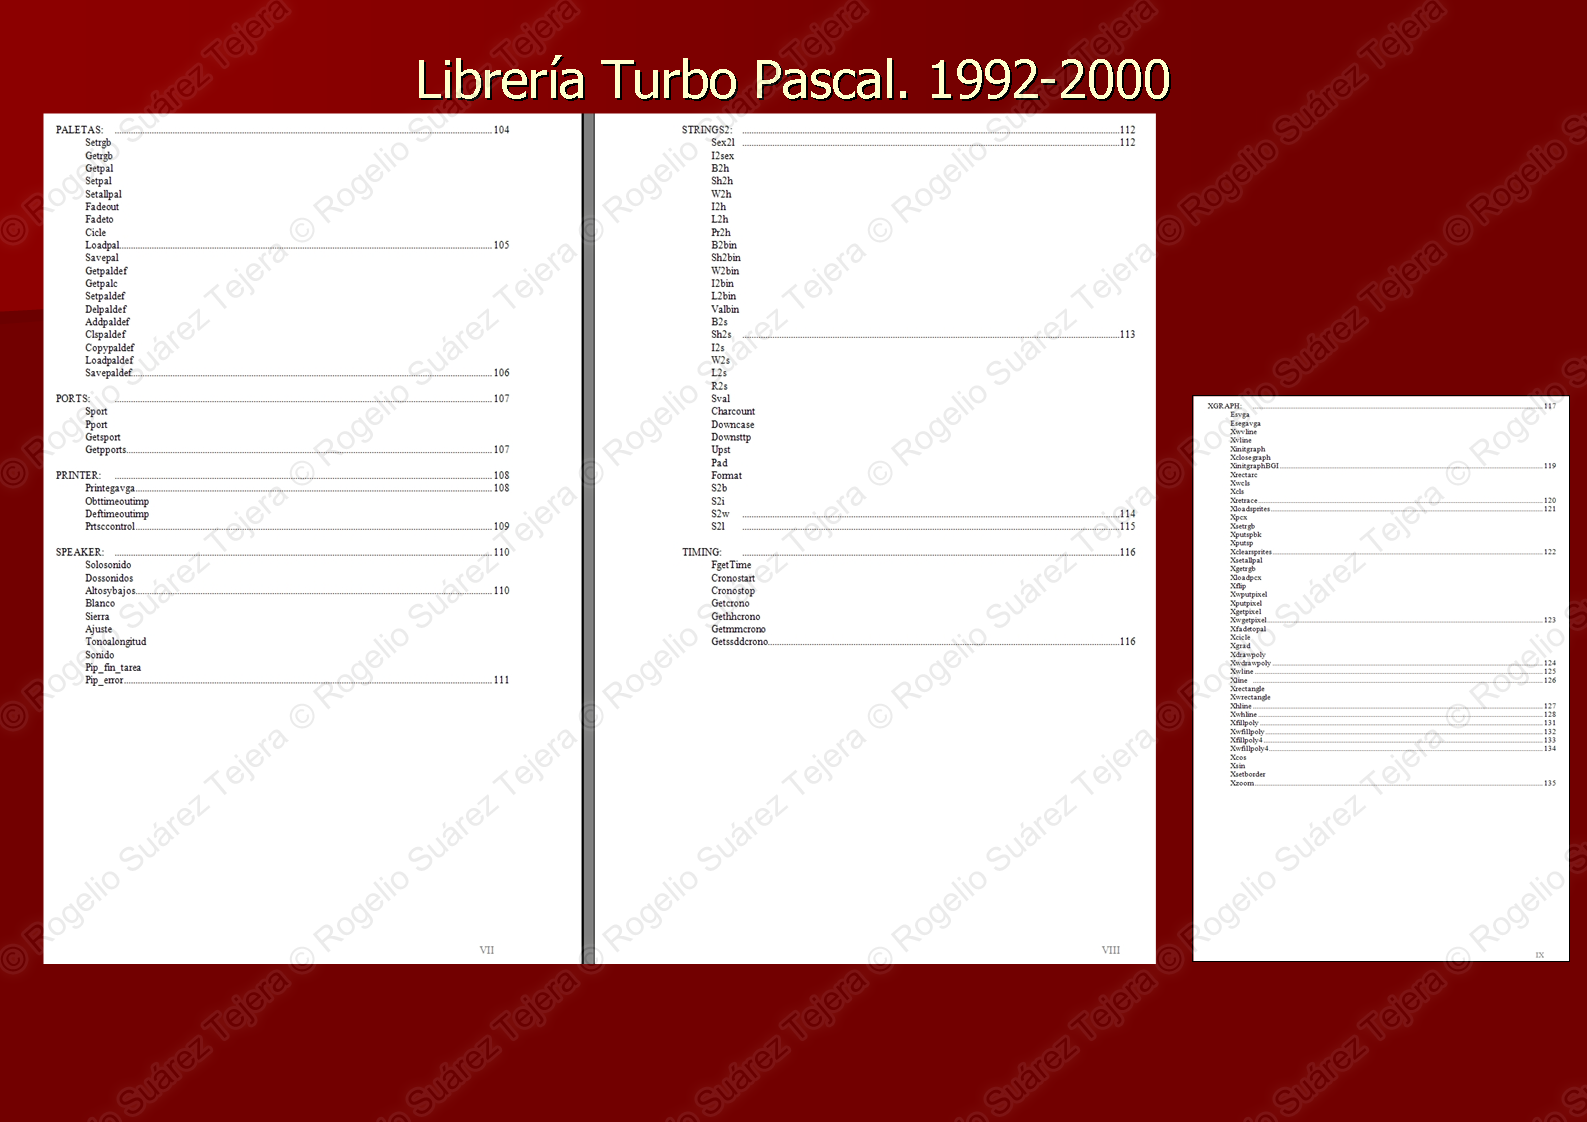 Librería Turbo Pascal. 1992-2000
PALETAS: 104
Setrgb
Getrgb
Getpal
Setpal
Setallpal
Fadeout
Fadeto
Cicle
Loadpal 105
Savepal
Getpaldef
Getpalc
Setpaldef
Delpaldef
Addpaldef
Clspaldef
Copypaldef
Loadpaldef
Savepaldef 106
PORTS: 107
Sport
Pport
Getsport
Getpports 107
PRINTER: 108
Printegavga 108
Obttimeoutimp
Deftimeoutimp
Prtsccontrol 109
SPEAKER: 110
Solosonido
Dossonidos
Altosybajos 110
Blanco
Sierra
Ajuste
Tonoalongitud
Sonido
Pip_fin_tarea
Pip_error 111
VII
STRINGS2: 112
Sex2l 112
I2sex
B2h
Sh2h
W2h
I2h
L2h
Pr2h
B2bin
Sh2bin
W2bin
I2bin
L2bin
Valbin
B2s
Sh2s 113
I2s
W2s
L2s
R2s
Sval
Charcount
Downcase
Downsttp
Upst
Pad
Format
S2b
S2i
S2w 114
S2l 115
TIMING: 116
FgetTime
Cronostart
Cronostop
Getcrono
Gethhcrono
Getmmcrono
Getssddcrono 116
VIII
XGRAPH: 117
Esvga
Esegavga
Xwvline
Xvline
Xinitgraph
Xclosegraph
XinitgraphBGI 119
Xrectarc
Xwcls
Xcls
Xretrace 120
Xloadsprites 121
Xpcx
Xsetrgb
Xputspbk
Xputsp
Xclearsprites 122
Xsetallpal
Xgetrgb
Xloadpcx
Xflip
Xwputpixel
Xputpixel
Xgetpixel
Xwgetpixel 123
Xfadetopal
Xcicle
Xgrad
Xdrawpoly
Xwdrawpoly 124
Xwline 125
Xline 126
Xrectangle
Xwrectangle
Xhline 127
Xwhline 128
Xfillpoly 131
Xwfillpoly 132
Xfillpoly4 133
Xwfillpoly4 134
Xcos
Xsin
Xsetborder
Xzoom 135
IX
© Rogelio Suárez Tejera